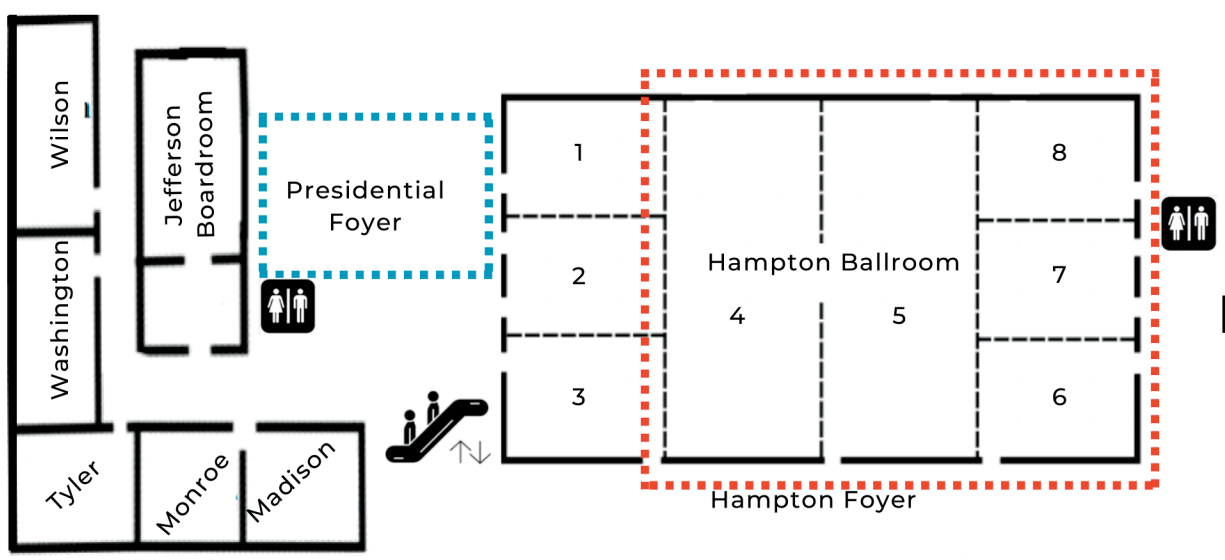 Wilson
Jefferson
Boardroom
Presidential
Foyer
1
8
Washington
2
Hampton Ballroom
7
4
5
3
6
Tyler
Monroe
Madison
Hampton Foyer